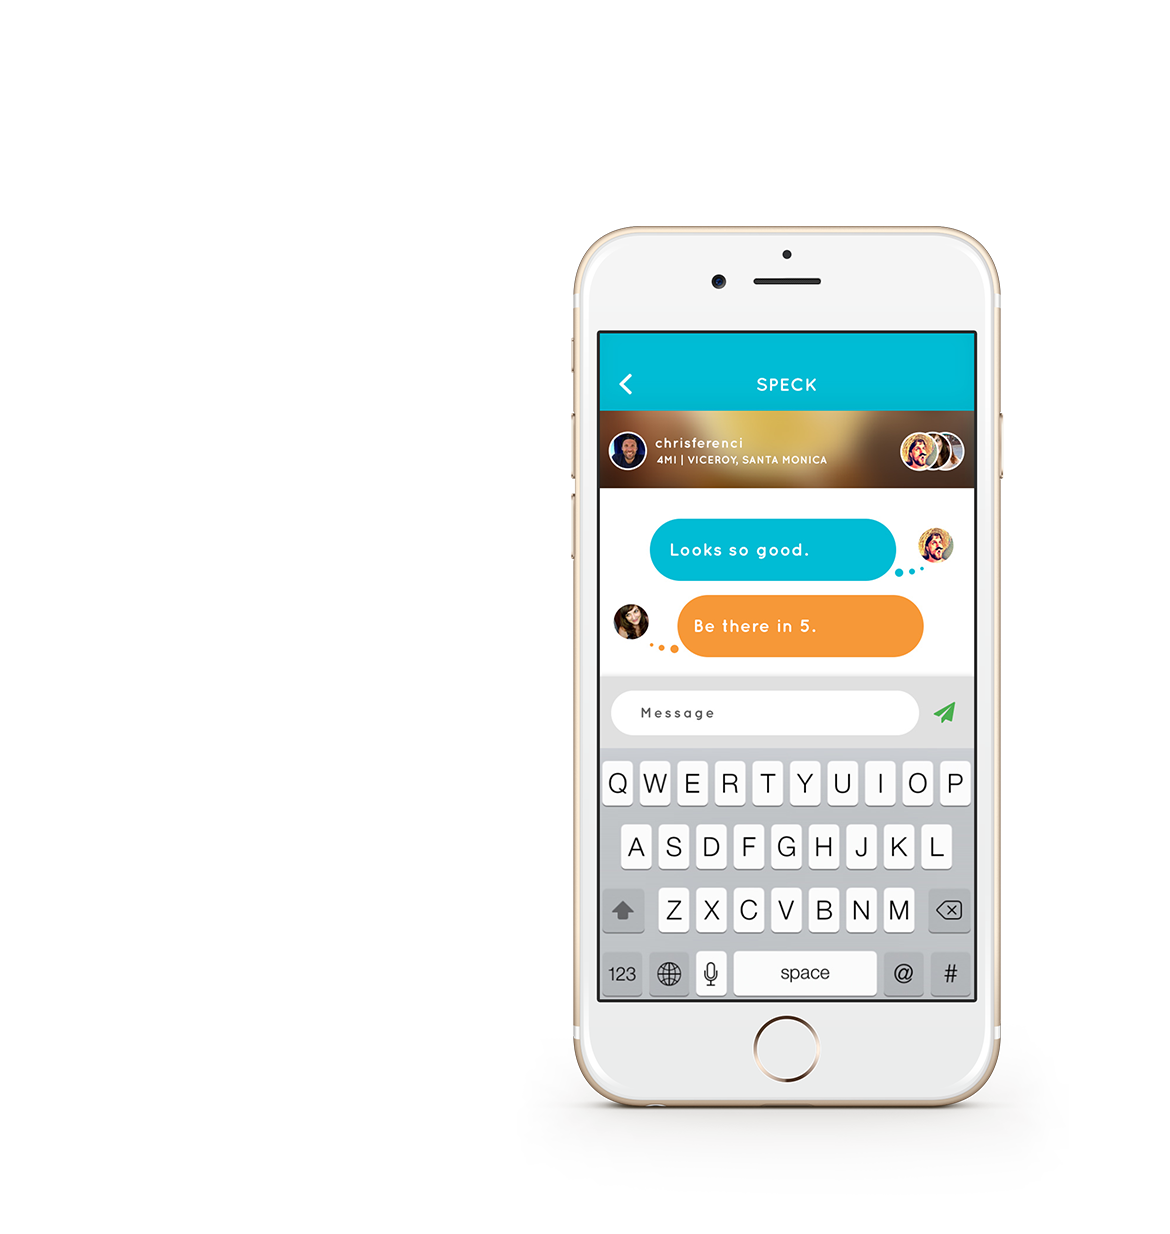 SPECK
chrisferenci
4MI | VICEROY, SANTA MONICA
Looks so good.
Be there in 5.
Message
Q W E R T Y U I O P
A S D F G H J K L
Z X C V B N M
123 space @ #